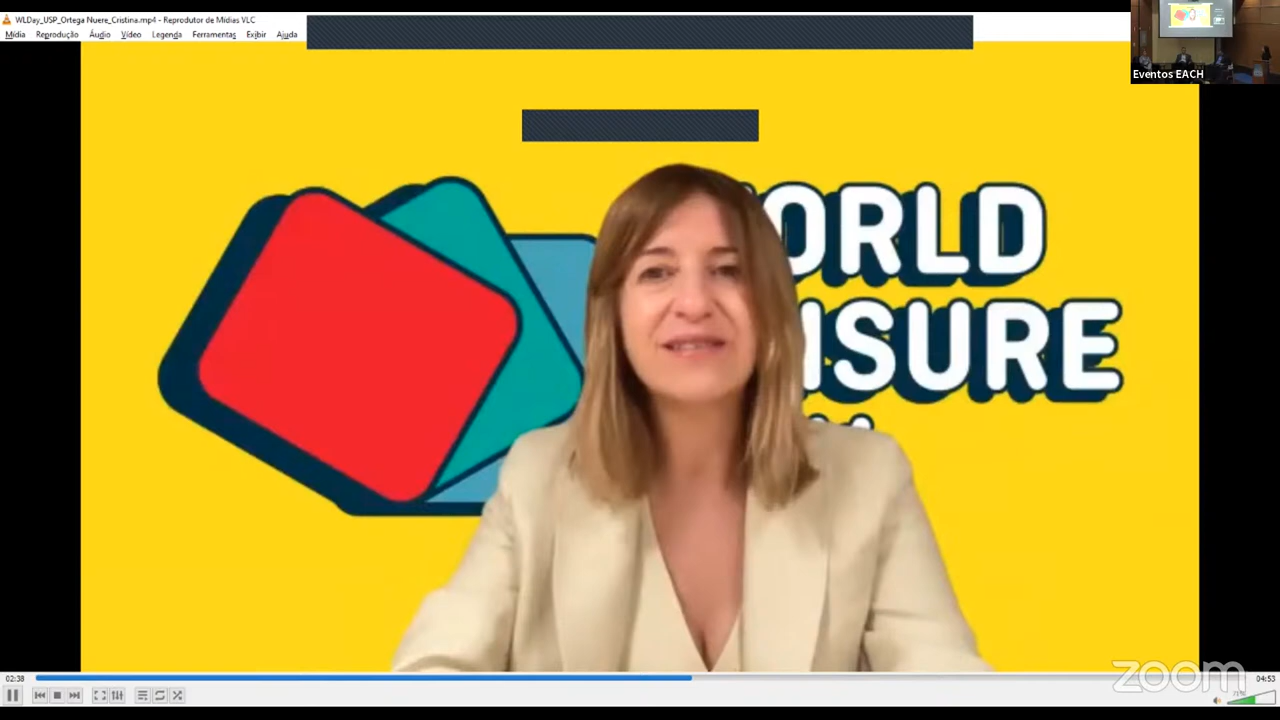 WLDay_USP_Ortega Nuere_Cristina.mp4 - Reprodutor de Mídias VLC
Mídia Reprodução Áudio Vídeo Legenda Ferramentas Exibir Ajuda
Eventos EACH
ORLD
ISURE
02:38
04:53
71%
zoom